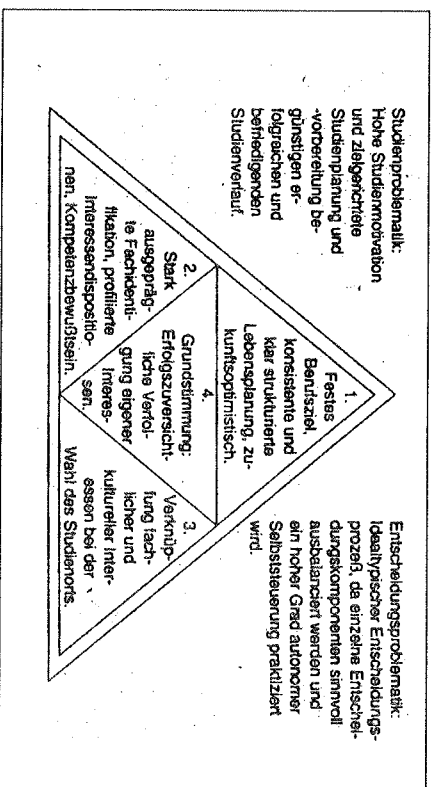 Studienproblematik:
Hohe Studienmotivation
und zielgerichtete
Studienplanung und
-vorbereitung be-
günstigen er-
folgreichen und
befriedigenden
Studienverlauf.
Entscheidungsproblematik:
Idealtypischer Entscheidungs-
prozeß, da einzelne Entschei-
dungskomponenten sinnvoll
ausbalanciert werden und
ein hoher Grad autonomer
Selbststeuerung praktiziert
wird.
1.
Festes
Berufsziel,
konsistente und
klar strukturierte
Lebensplanung, zu-
kunftsoptimistisch.
2.
Stark
ausgepräg-
te Fachidenti-
fikation, profilierte
Interessendispositio-
nen, Kompetenzbewußtsein.
4.
Grundstimmung:
Erfolgszuversicht-
liche Verfol-
gung eigener
Interes-
sen.
3.
Verknüp-
fung fach-
licher und
kultureller Inter-
essen bei der
Wahl des Studienorts.